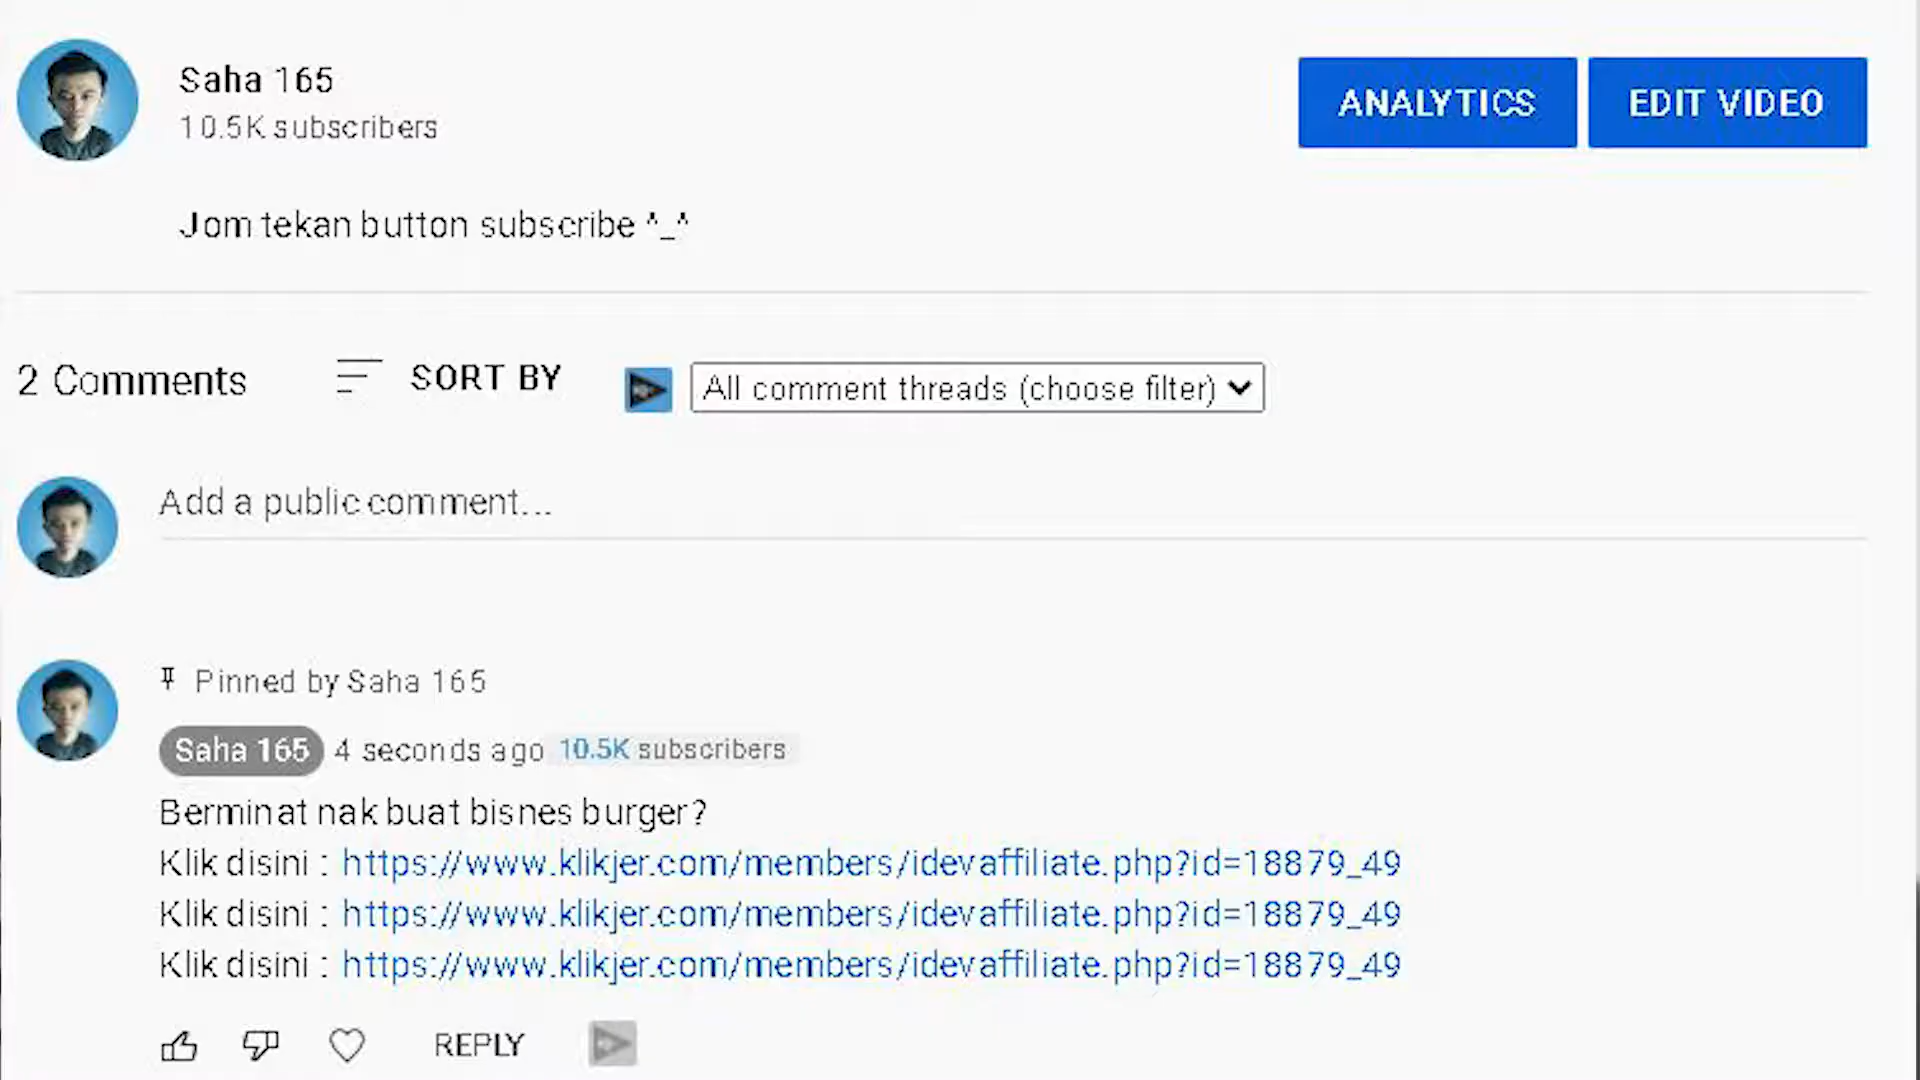 Saha 165
10.5K subscribers
ANALYTICS
EDIT VIDEO
Jom tekan button subscribe ^_^
2 Comments
SORT BY
All comment threads (choose filter)
Add a public comment...
Pinned by Saha 165
Saha 165 4 seconds ago 10.5K subscribers
Berminat nak buat bisnes burger?
Klik disini : https://www.klikjer.com/members/idevaffiliate.php?id=18879_49
Klik disini : https://www.klikjer.com/members/idevaffiliate.php?id=18879_49
Klik disini : https://www.klikjer.com/members/idevaffiliate.php?id=18879_49
REPLY